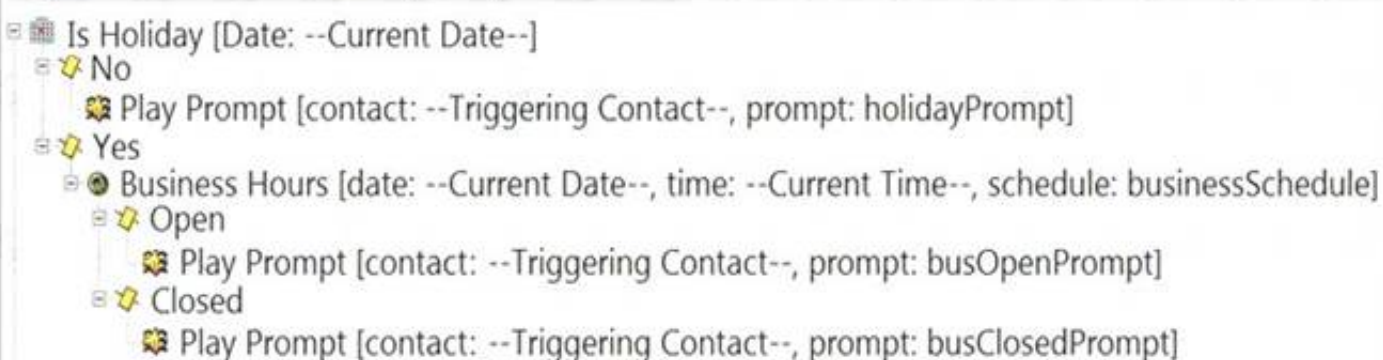 Is Holiday [Date: --Current Date--]
No
Play Prompt [contact: --Triggering Contact--, prompt: holidayPrompt]
Yes
Business Hours [date: --Current Date--, time: --Current Time--, schedule: businessSchedule]
Open
Play Prompt [contact: --Triggering Contact--, prompt: busOpenPrompt]
Closed
Play Prompt [contact: --Triggering Contact--, prompt: busClosedPrompt]